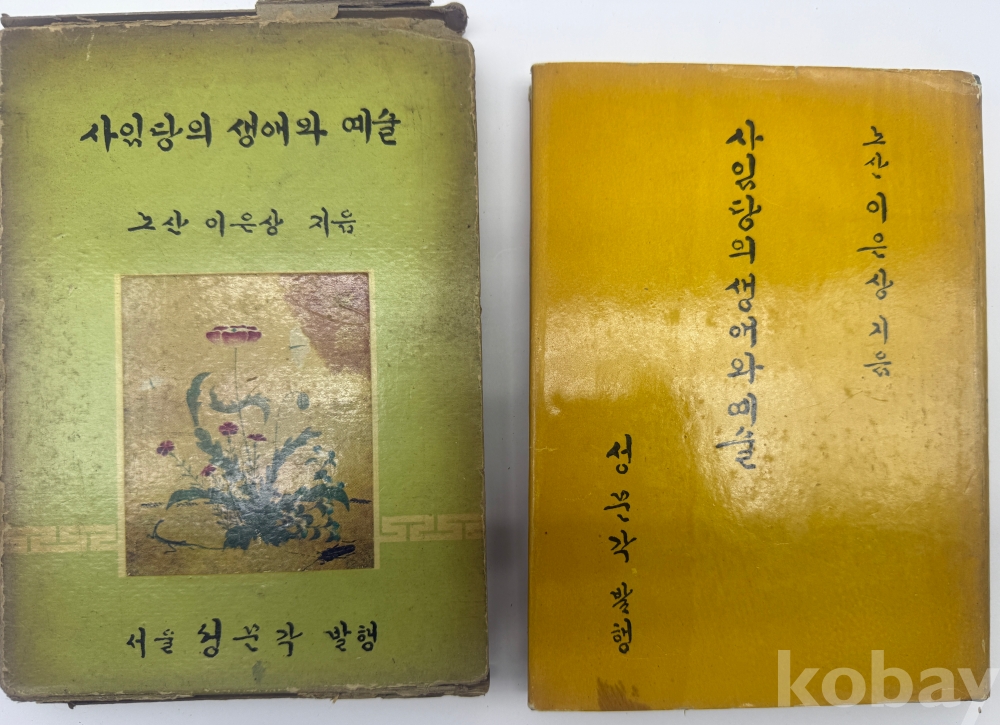 사임당의 생애와 예술
노산 이은상 지음
서울 성문각 발행
노산 이은상 지음
사임당의 생애와 예술
성문각 발행
kobay